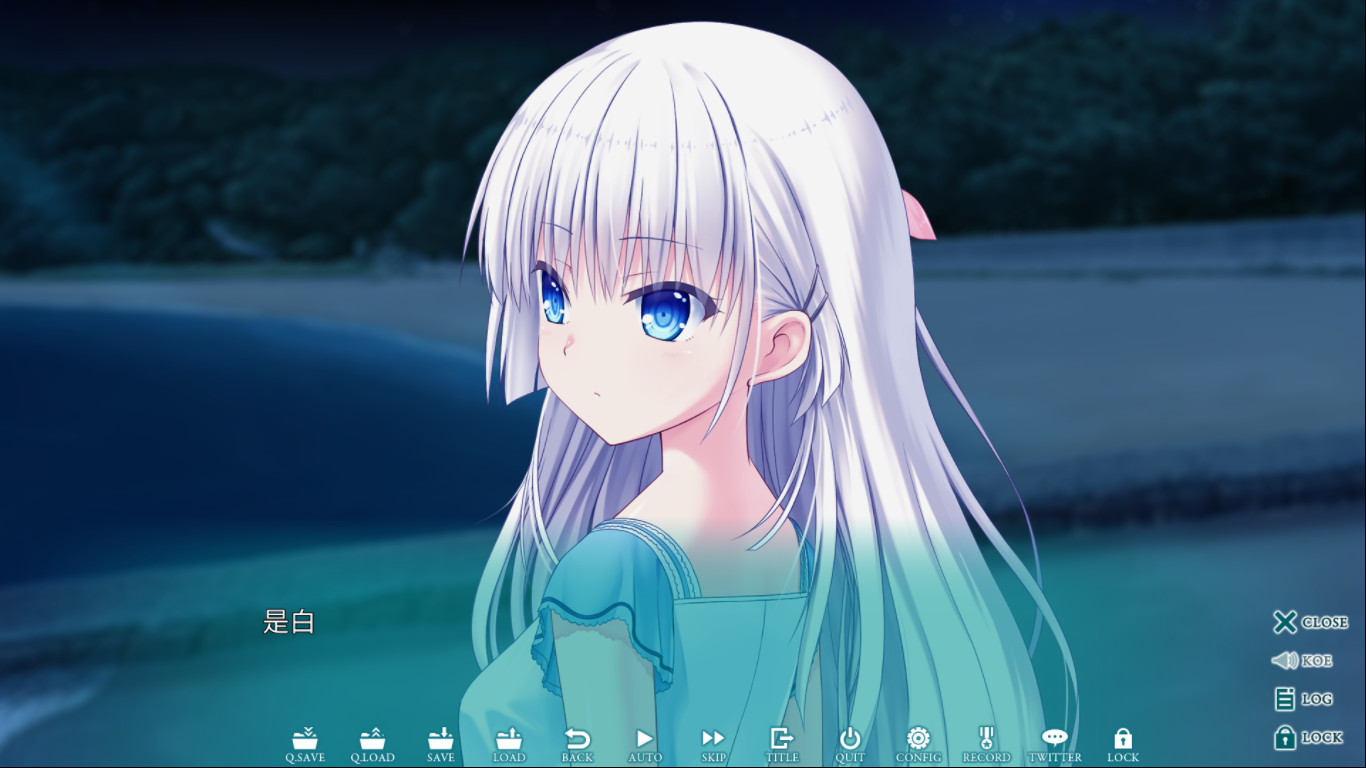 是白
CLOSE
KOE
LOG
LOCK
Q.SAVE
Q.LOAD
SAVE
LOAD
BACK
AUTO
SKIP
TITLE
QUIT
CONFIG
RECORD
TWITTER
LOCK